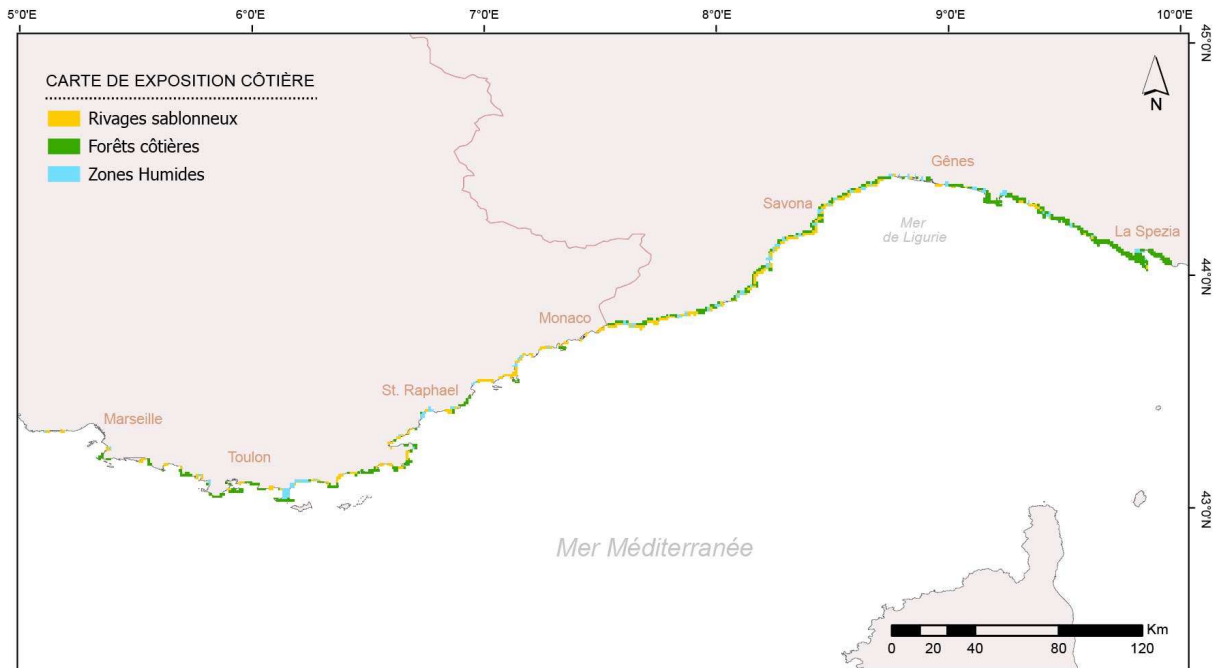 5°0'E 6°0'E 7°0'E 8°0'E 9°0'E 10°0'E
45°0'N
CARTE DE EXPOSITION CÔTIÈRE
N
Rivages sablonneux
Forêts côtières
Zones Humides
Gênes
Savona
Mer
de Ligurie
La Spezia
44°0'N
Monaco
St. Raphael
Marseille
Toulon
43°0'N
Mer Méditerranée
Km
0 20 40 80 120